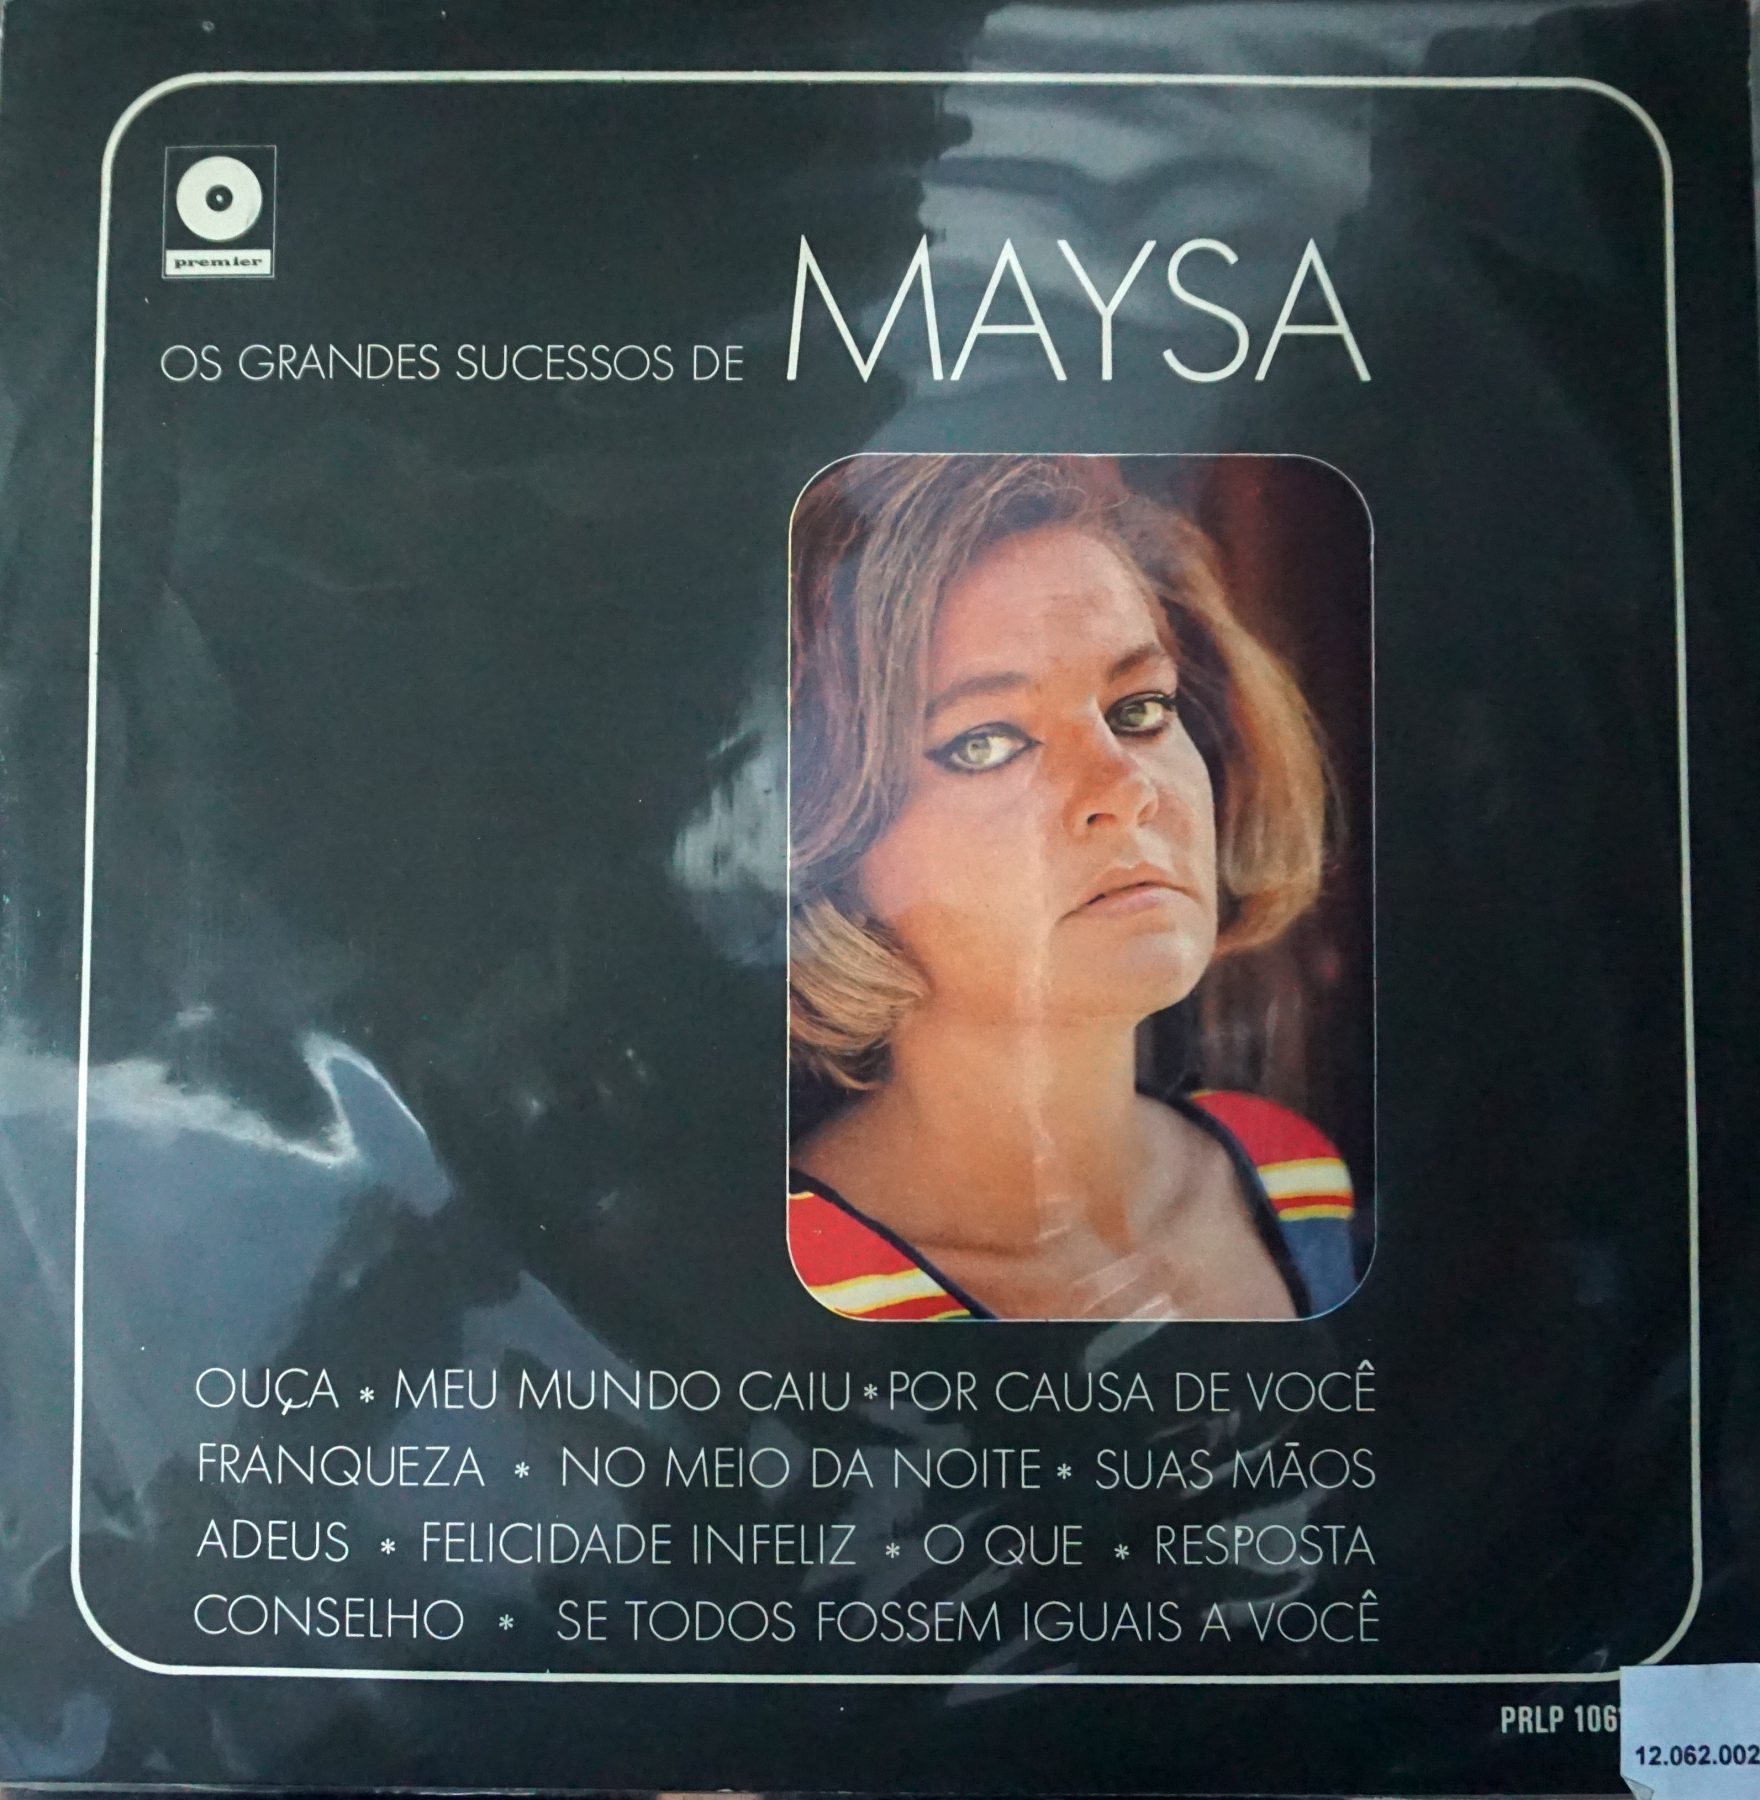 premier
OS GRANDES SUCESSOS DE MAYSA
OUÇA * MEU MUNDO CAIU * POR CAUSA DE VOCÊ
FRANQUEZA * NO MEIO DA NOITE * SUAS MÃOS
ADEUS * FELICIDADE INFELIZ * O QUE * RESPOSTA
CONSELHO * SE TODOS FOSSEM IGUAIS A VOCÊ
PRLP
12.062.002